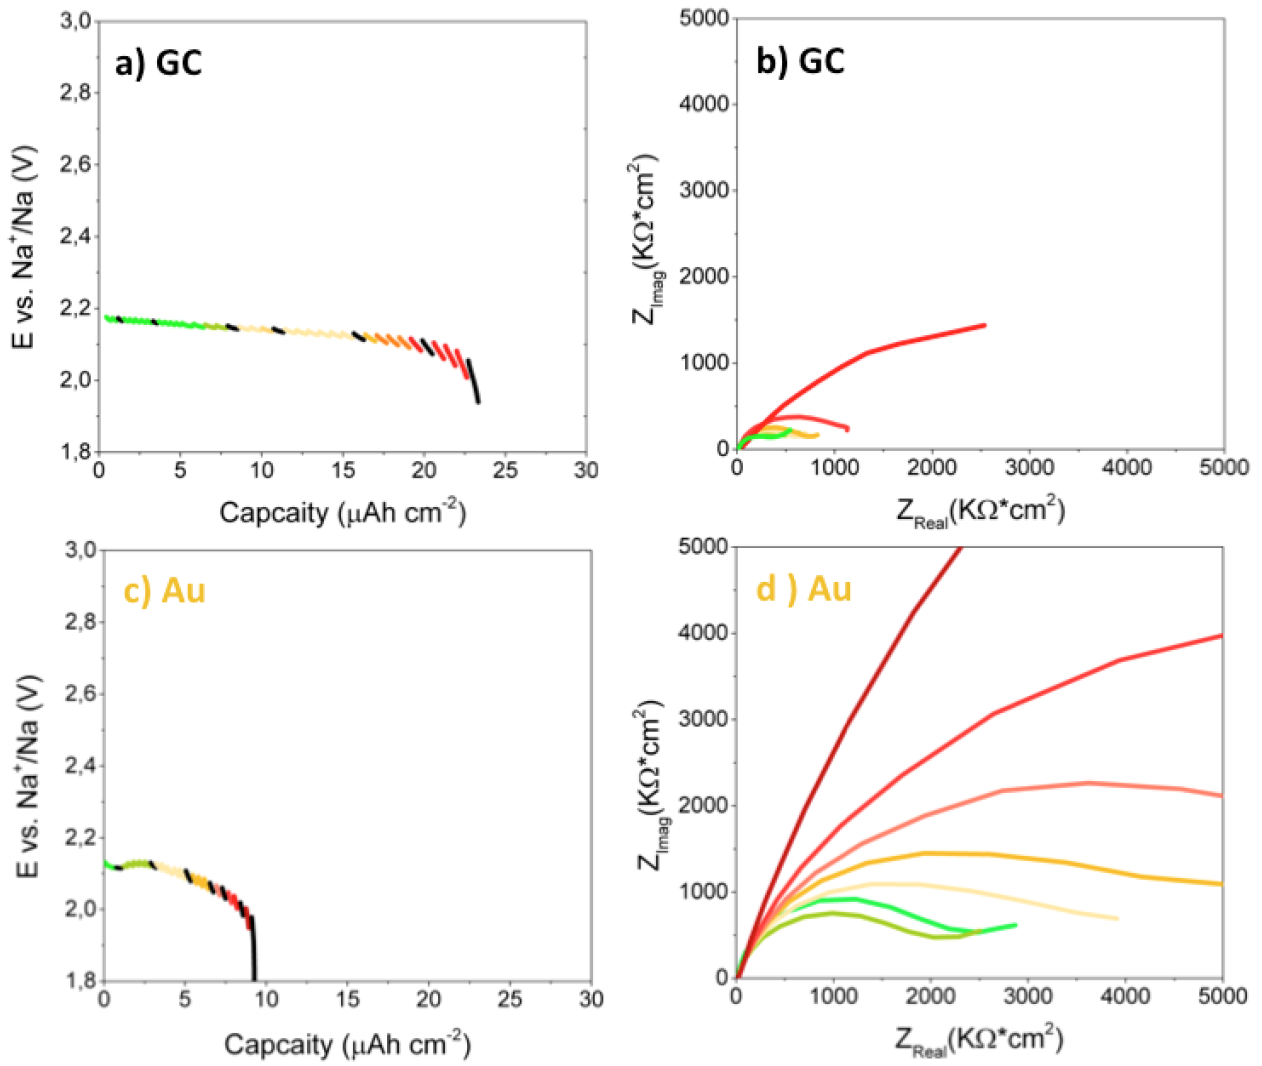 a) GC
3,0
2,8
2,6
2,4
2,2
2,0
1,8
E vs. Na⁺/Na (V)
0 5 10 15 20 25 30
Capcaity (μAh cm⁻²)
b) GC
5000
4000
3000
2000
1000
0
Z_Imag(KΩ*cm²)
0 1000 2000 3000 4000 5000
Z_Real(KΩ*cm²)
c) Au
3,0
2,8
2,6
2,4
2,2
2,0
1,8
E vs. Na⁺/Na (V)
0 5 10 15 20 25 30
Capcaity (μAh cm⁻²)
d ) Au
5000
4000
3000
2000
1000
0
Z_Imag(KΩ*cm²)
0 1000 2000 3000 4000 5000
Z_Real(KΩ*cm²)